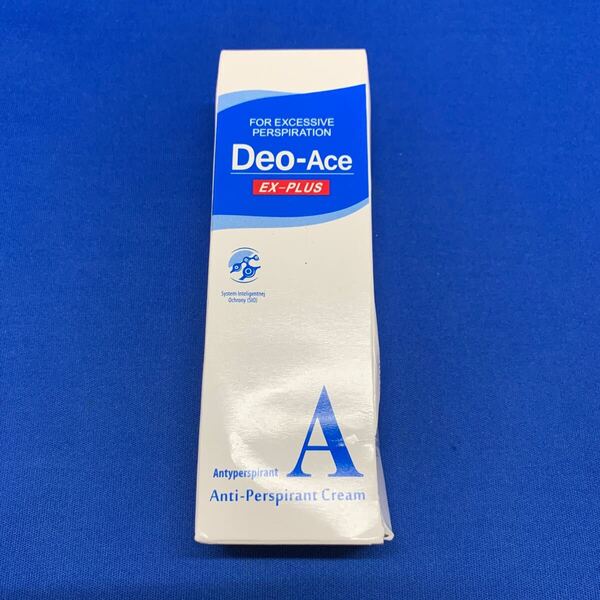 FOR EXCESSIVE
PERSPIRATION
Deo-Ace
EX-PLUS
System Inteligentnej
Ochrony (SIO)
Antyperspirant
A
Anti-Perspirant Cream